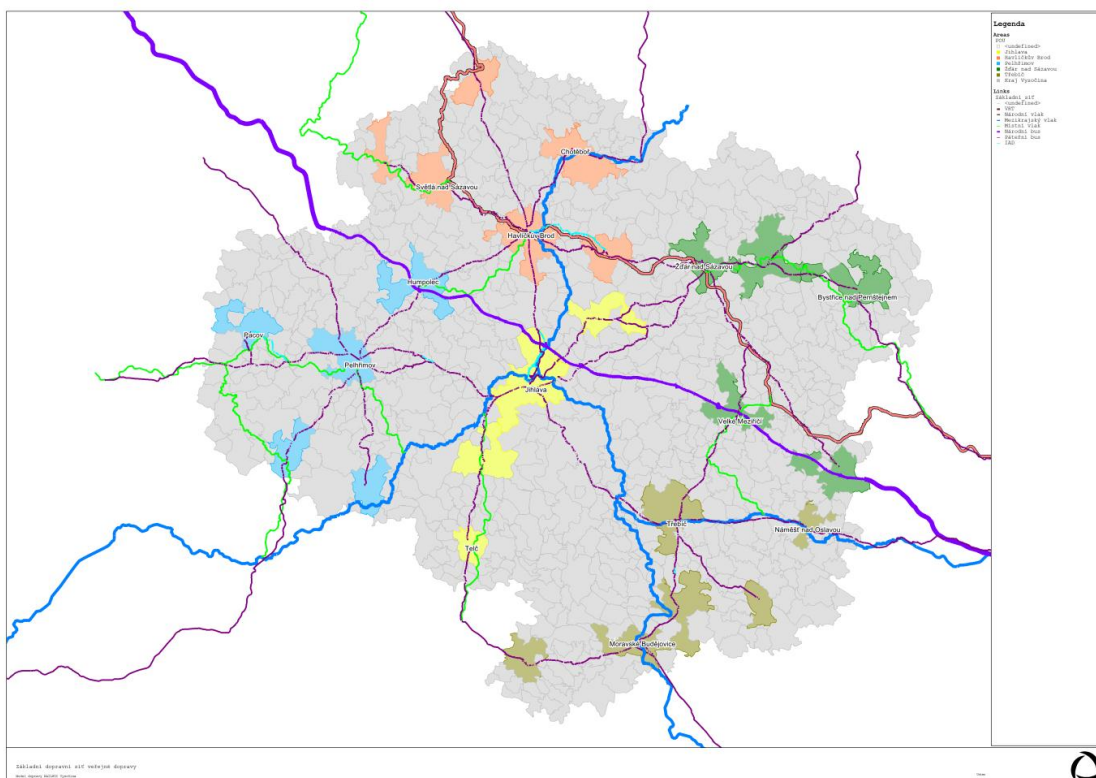 Legenda
Areas
POU
<undefined>
Jihlava
Havlíčkův Brod
Pelhřimov
Žďár nad Sázavou
Třebíč
Kraj Vysočina
Links
Základní síť
<undefined>
VRT
Národní vlak
Mezikrajský vlak
Místní vlak
Národní bus
Páteřní bus
IAD
Chotěboř
Světlá nad Sázavou
Havlíčkův Brod
Žďár nad Sázavou
Humpolec
Bystřice nad Pernštejnem
Pacov
Pelhřimov
Jihlava
Velké Meziříčí
Třebíč
Náměšť nad Oslavou
Telč
Moravské Budějovice
Základní dopravní síť veřejné dopravy